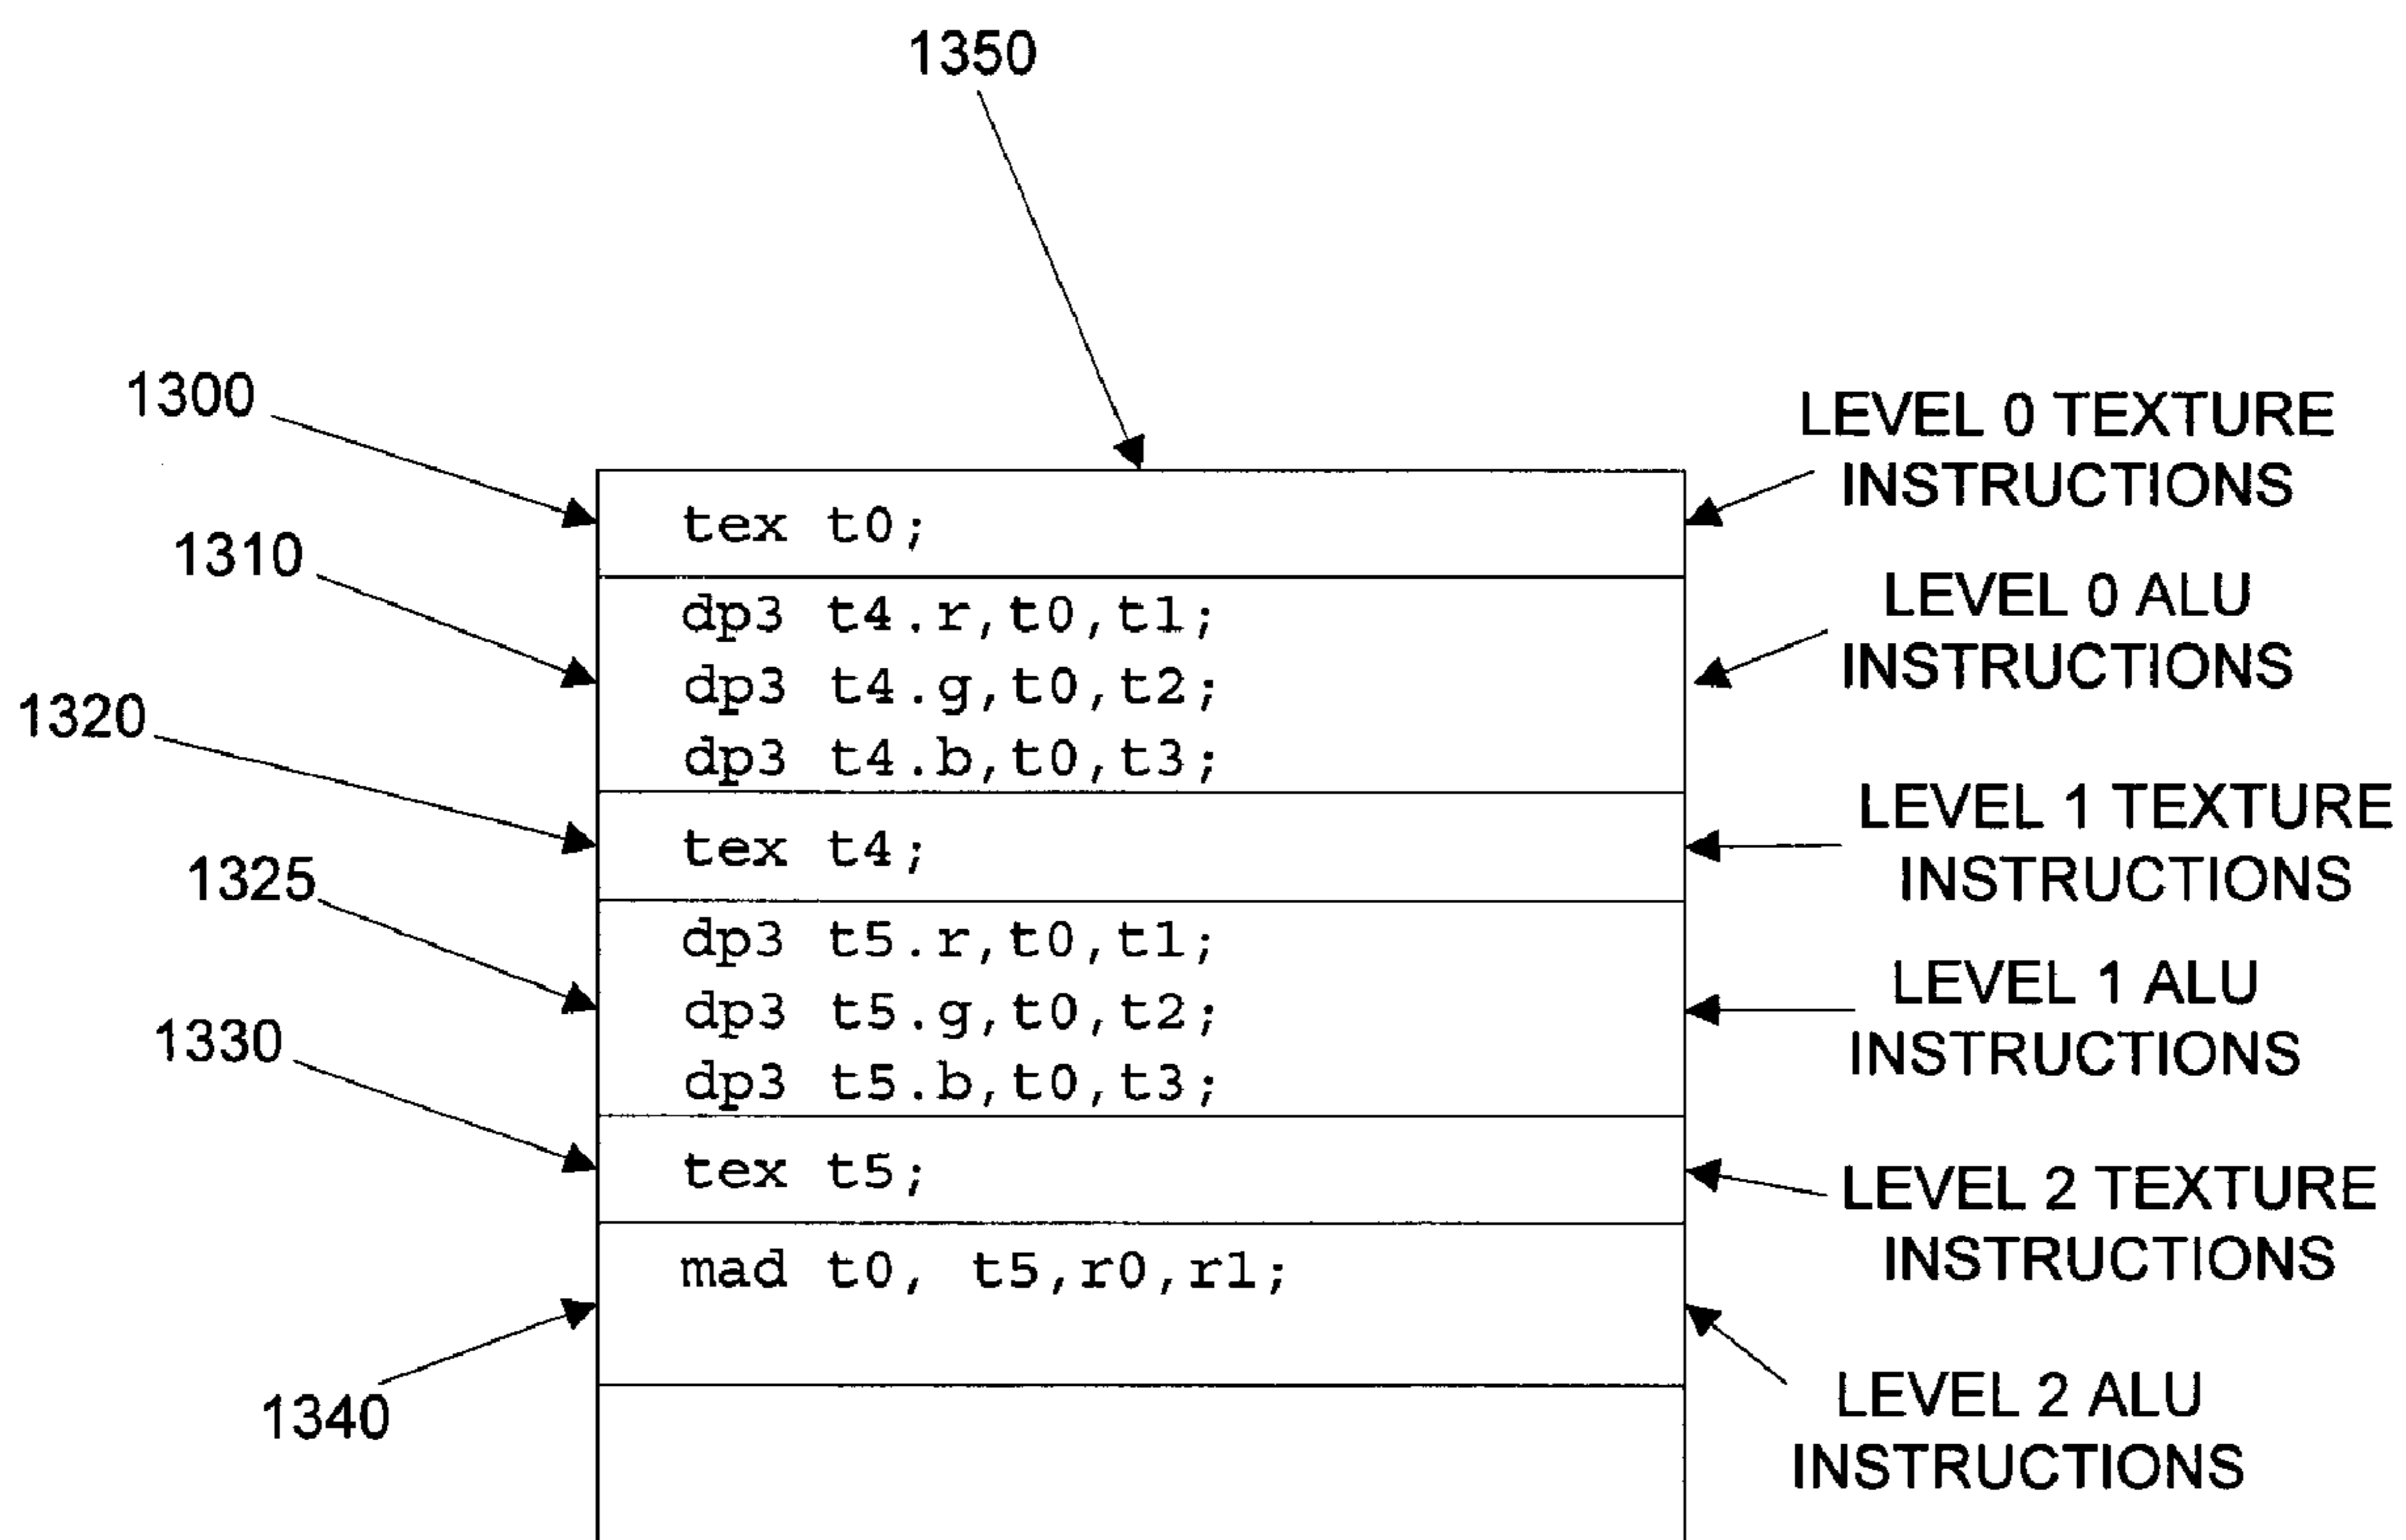 1350
1300
LEVEL 0 TEXTURE
INSTRUCTIONS
tex t0;
1310
LEVEL 0 ALU
INSTRUCTIONS
dp3 t4.r,t0,t1;
dp3 t4.g,t0,t2;
dp3 t4.b,t0,t3;
1320
LEVEL 1 TEXTURE
INSTRUCTIONS
tex t4;
1325
LEVEL 1 ALU
INSTRUCTIONS
dp3 t5.r,t0,t1;
dp3 t5.g,t0,t2;
dp3 t5.b,t0,t3;
1330
LEVEL 2 TEXTURE
INSTRUCTIONS
tex t5;
mad t0, t5,r0,r1;
1340
LEVEL 2 ALU
INSTRUCTIONS